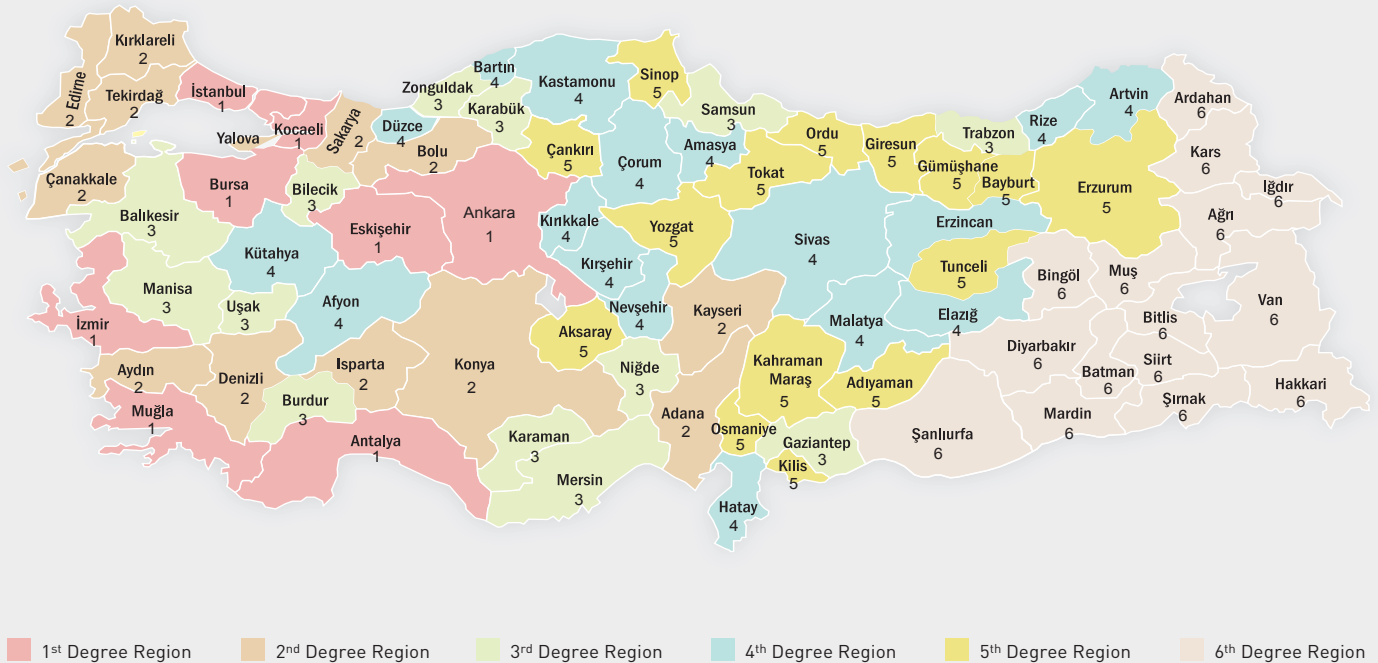 Kırklareli
2
Edirne
2
Tekirdağ
2
İstanbul
1
Kocaeli
1
Yalova
Sakarya
2
Düzce
4
Bolu
2
Zonguldak
3
Bartın
4
Karabük
3
Kastamonu
4
Sinop
5
Samsun
3
Çankırı
5
Çorum
4
Amasya
4
Tokat
5
Ordu
5
Giresun
5
Trabzon
3
Gümüşhane
5
Bayburt
5
Rize
4
Artvin
4
Ardahan
6
Kars
6
Iğdır
6
Ağrı
6
Erzurum
5
Erzincan
Çanakkale
2
Balıkesir
3
Bursa
1
Bilecik
3
Eskişehir
1
Ankara
1
Kırıkkale
4
Kırşehir
4
Yozgat
5
Sivas
4
Tunceli
5
Bingöl
6
Muş
6
Van
6
Kütahya
4
Manisa
3
Uşak
3
Afyon
4
İzmir
1
Aksaray
5
Nevşehir
4
Kayseri
2
Malatya
4
Elazığ
4
Bitlis
6
Diyarbakır
6
Batman
6
Siirt
6
Şırnak
6
Hakkari
6
Aydın
2
Denizli
2
Isparta
2
Konya
2
Niğde
3
Kahraman
Maraş
5
Adıyaman
5
Mardin
6
Muğla
1
Burdur
3
Antalya
1
Karaman
3
Mersin
3
Adana
2
Osmaniye
5
Gaziantep
3
Kilis
5
Şanlıurfa
6
Hatay
4
1st Degree Region
2nd Degree Region
3rd Degree Region
4th Degree Region
5th Degree Region
6th Degree Region